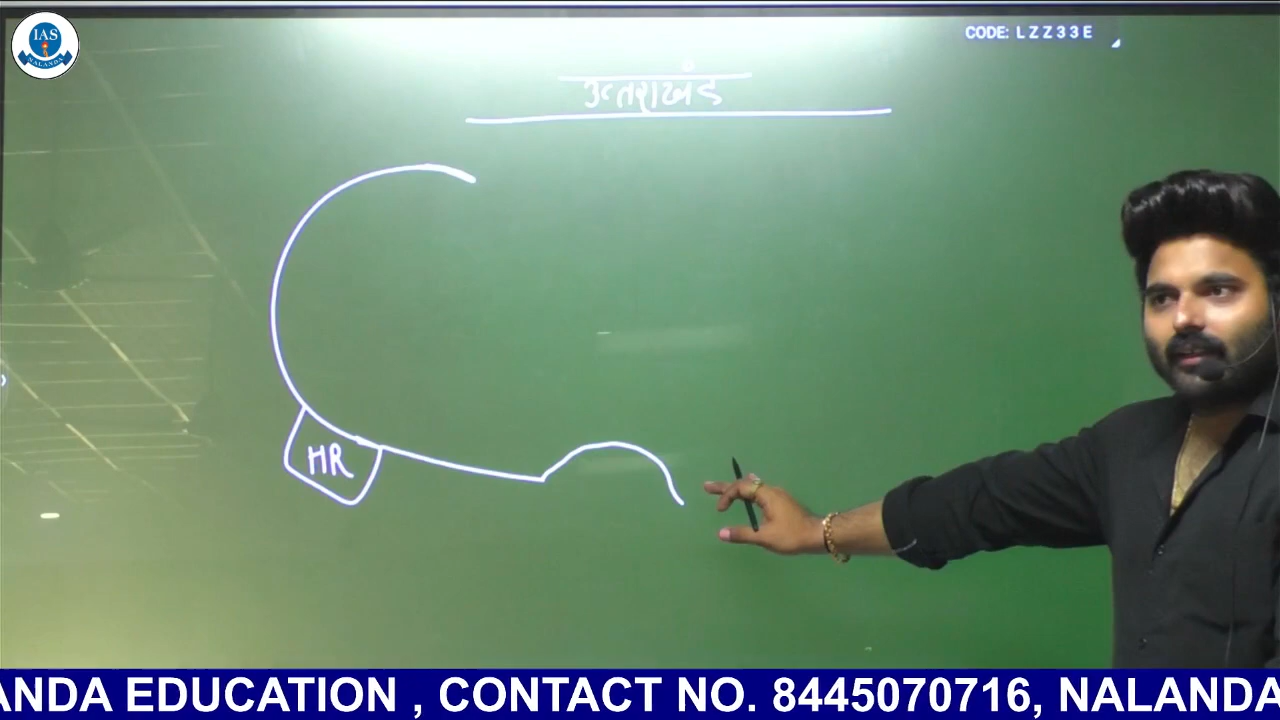 IAS
NALANDA
CODE: LZZ33E
उत्तराखंड
HR
ANDA EDUCATION , CONTACT NO. 8445070716, NALANDA